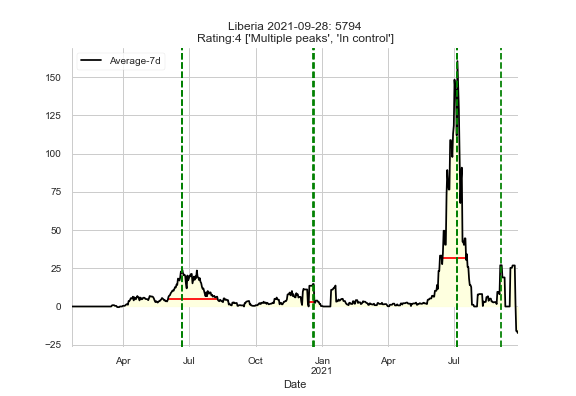 Liberia 2021-09-28: 5794
Rating:4 ['Multiple peaks', 'In control']
Average-7d
150
125
100
75
50
25
0
−25
Apr
Jul
Oct
Jan
2021
Apr
Jul
Date